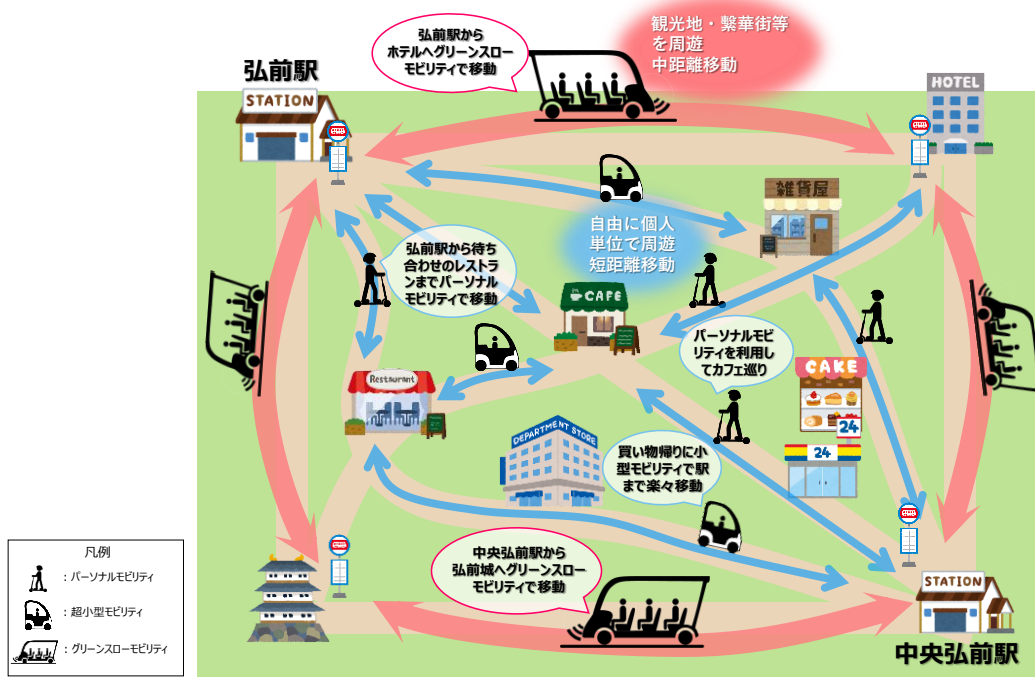 弘前駅から
ホテルへグリーンスロー
モビリティで移動
観光地・繋華街等
を周遊
中距離移動
弘前駅
STATION
HOTEL
雑貨屋
自由に個人
単位で周遊
短距離移動
弘前駅から待ち
合わせのレストラ
ンまでパーソナル
モビリティで移動
CAFE
パーソナルモビ
リティを利用し
てカフェ巡り
CAKE
Restaurant
DEPARTMENT STORE
24
24
買い物帰りに小
型モビリティで駅
まで楽々移動
中央弘前駅から
弘前城へグリーンスロー
モビリティで移動
STATION
中央弘前駅
凡例
：パーソナルモビリティ
：超小型モビリティ
：グリーンスローモビリティ